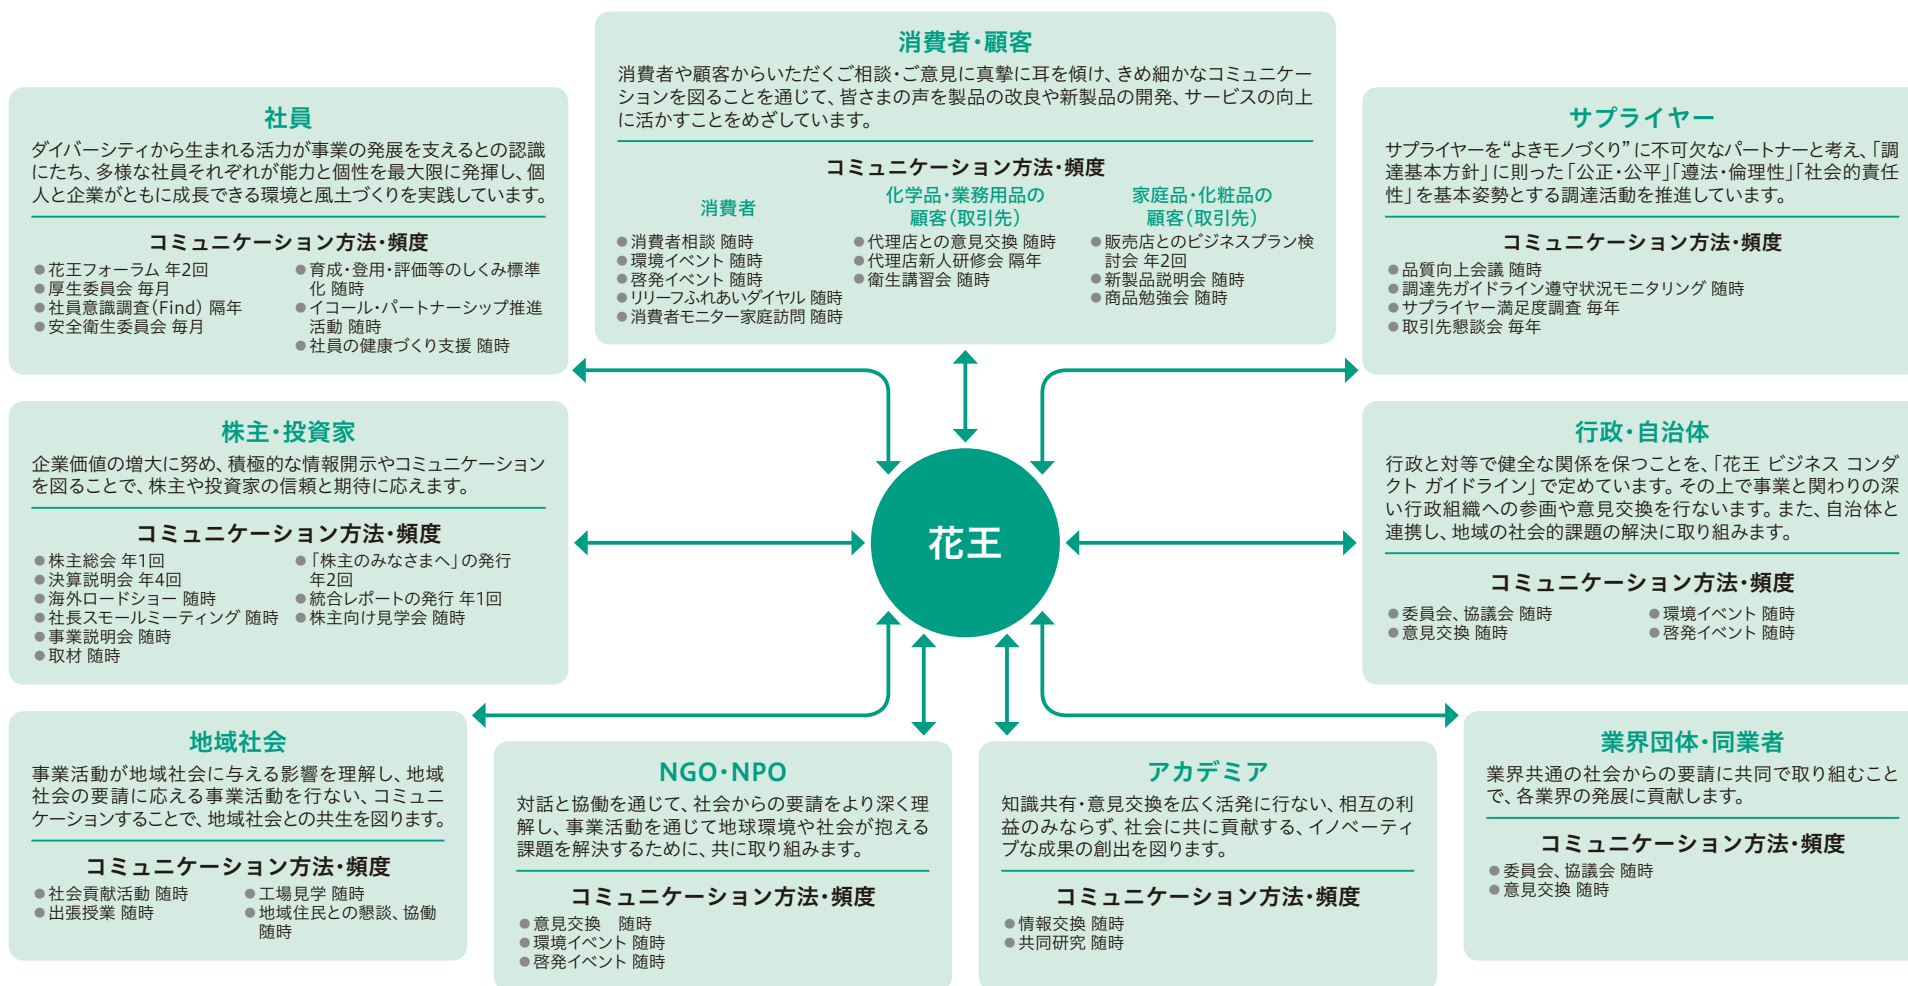 消費者・顧客
消費者や顧客からいただくご相談・ご意見に真摯に耳を傾け、きめ細かなコミュニケー
ションを図ることを通じて、皆さまの声を製品の改良や新製品の開発、サービスの向上
に活かすことをめざしています。
コミュニケーション方法・頻度
消費者
●消費者相談 随時
●環境イベント 随時
●啓発イベント 随時
●リリーフふれあいダイヤル 随時
●消費者モニター家庭訪問 随時
化学品・業務用品の
顧客（取引先）
●代理店との意見交換 随時
●代理店新人研修会 隔年
●衛生講習会 随時
家庭品・化粧品の
顧客（取引先）
●販売店とのビジネスプラン検
討会 年2回
●新製品説明会 随時
●商品勉強会 随時
社員
ダイバーシティから生まれる活力が事業の発展を支えるとの認識
にたち、多様な社員それぞれが能力と個性を最大限に発揮し、個
人と企業がともに成長できる環境と風土づくりを実践しています。
コミュニケーション方法・頻度
●花王フォーラム 年2回
●厚生委員会 毎月
●社員意識調査（Find） 隔年
●安全衛生委員会 毎月
●育成・登用・評価等のしくみ標準
化 随時
●イコール・パートナーシップ推進
活動 随時
●社員の健康づくり支援 随時
サプライヤー
サプライヤーを“よきモノづくり”に不可欠なパートナーと考え、「調
達基本方針」に則った「公正・公平」「遵法・倫理性」「社会的責任
性」を基本姿勢とする調達活動を推進しています。
コミュニケーション方法・頻度
●品質向上会議 随時
●調達先ガイドライン遵守状況モニタリング 随時
●サプライヤー満足度調査 毎年
●取引先懇談会 毎年
株主・投資家
企業価値の増大に努め、積極的な情報開示やコミュニケーション
を図ることで、株主や投資家の信頼と期待に応えます。
コミュニケーション方法・頻度
●株主総会 年1回
●決算説明会 年4回
●海外ロードショー 随時
●社長スモールミーティング 随時
●事業説明会 随時
●取材 随時
●「株主のみなさまへ」の発行
年2回
●統合レポートの発行 年1回
●株主向け見学会 随時
花王
行政・自治体
行政と対等で健全な関係を保つことを、「花王 ビジネス コンダ
クト ガイドライン」で定めています。その上で事業と関わりの深
い行政組織への参画や意見交換を行ないます。また、自治体と
連携し、地域の社会的課題の解決に取り組みます。
コミュニケーション方法・頻度
●委員会、協議会 随時
●意見交換 随時
●環境イベント 随時
●啓発イベント 随時
地域社会
事業活動が地域社会に与える影響を理解し、地域
社会の要請に応える事業活動を行ない、コミュニ
ケーションすることで、地域社会との共生を図ります。
コミュニケーション方法・頻度
●社会貢献活動 随時
●出張授業 随時
●工場見学 随時
●地域住民との懇談、協働
随時
NGO・NPO
対話と協働を通じて、社会からの要請をより深く理
解し、事業活動を通じて地球環境や社会が抱える
課題を解決するために、共に取り組みます。
コミュニケーション方法・頻度
●意見交換　随時
●環境イベント 随時
●啓発イベント 随時
アカデミア
知識共有・意見交換を広く活発に行ない、相互の利
益のみならず、社会に共に貢献する、イノベーティ
ブな成果の創出を図ります。
コミュニケーション方法・頻度
●情報交換 随時
●共同研究 随時
業界団体・同業者
業界共通の社会からの要請に共同で取り組むこと
で、各業界の発展に貢献します。
コミュニケーション方法・頻度
●委員会、協議会 随時
●意見交換 随時